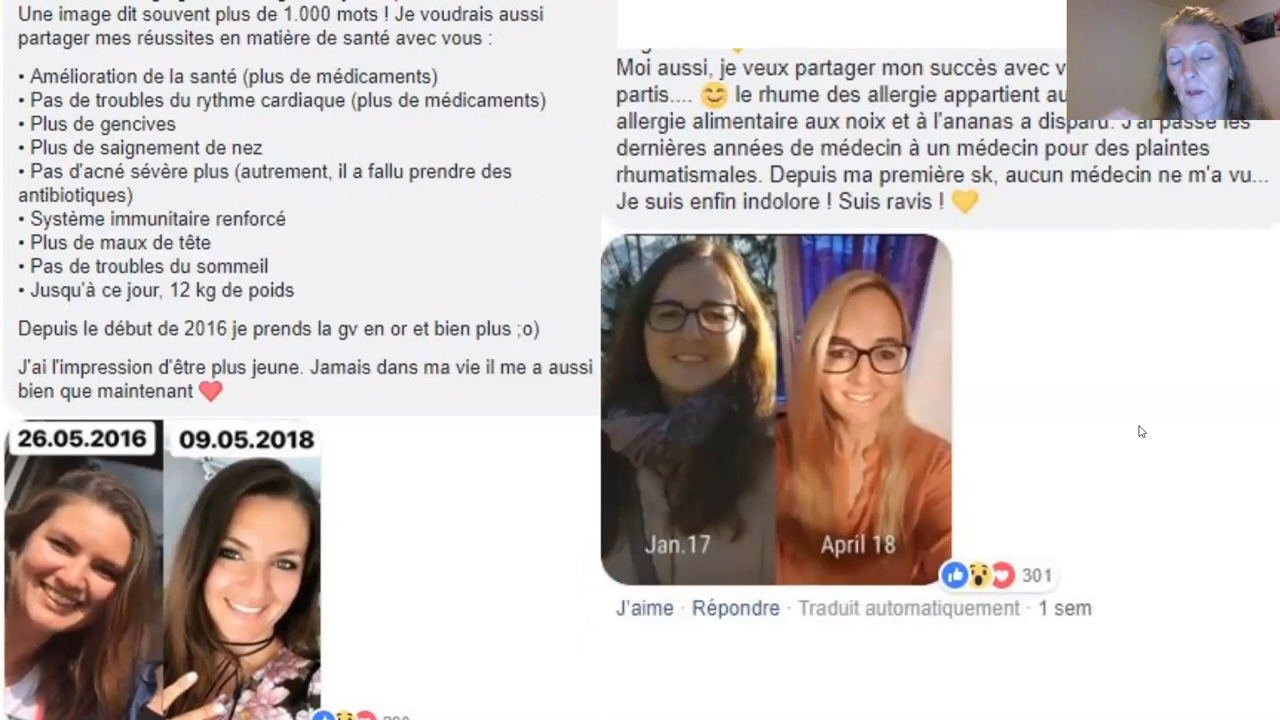 Une image dit souvent plus de 1.000 mots ! Je voudrais aussi
partager mes réussites en matière de santé avec vous :
• Amélioration de la santé (plus de médicaments)
• Pas de troubles du rythme cardiaque (plus de médicaments)
• Plus de gencives
• Plus de saignement de nez
• Pas d'acné sévère plus (autrement, il a fallu prendre des
antibiotiques)
• Système immunitaire renforcé
• Plus de maux de tête
• Pas de troubles du sommeil
• Jusqu'à ce jour, 12 kg de poids
Depuis le début de 2016 je prends la gv en or et bien plus ;o)
J'ai l'impression d'être plus jeune. Jamais dans ma vie il me a aussi
bien que maintenant ❤️
26.05.2016
09.05.2018
Moi aussi, je veux partager mon succès avec
partis.... 😊 le rhume des allergie appartient
allergie alimentaire aux noix et à l'ananas a disparu. J'ai passé les
dernières années de médecin à un médecin pour des plaintes
rhumatismales. Depuis ma première sk, aucun médecin ne m'a vu...
Je suis enfin indolore ! Suis ravis ! 💛
Jan.17
April 18
301
J'aime · Répondre · Traduit automatiquement · 1 sem